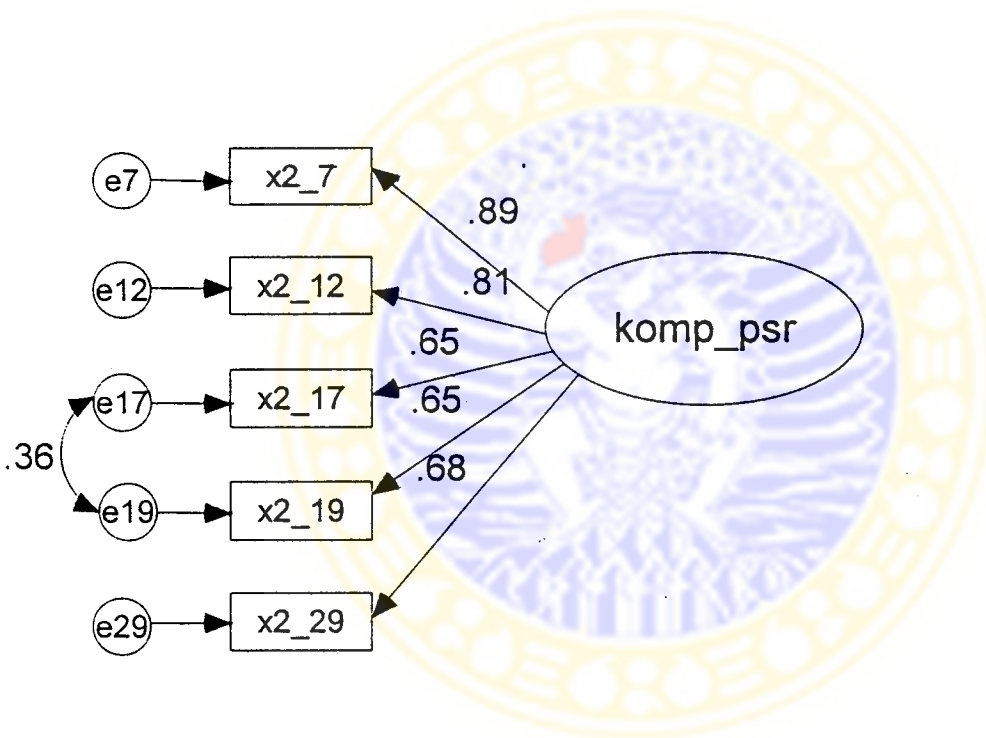 e7 x2_7 .89
e12 x2_12 .81
komp_psr
.65
e17 x2_17 .65
.36
e19 x2_19 .68
e29 x2_29